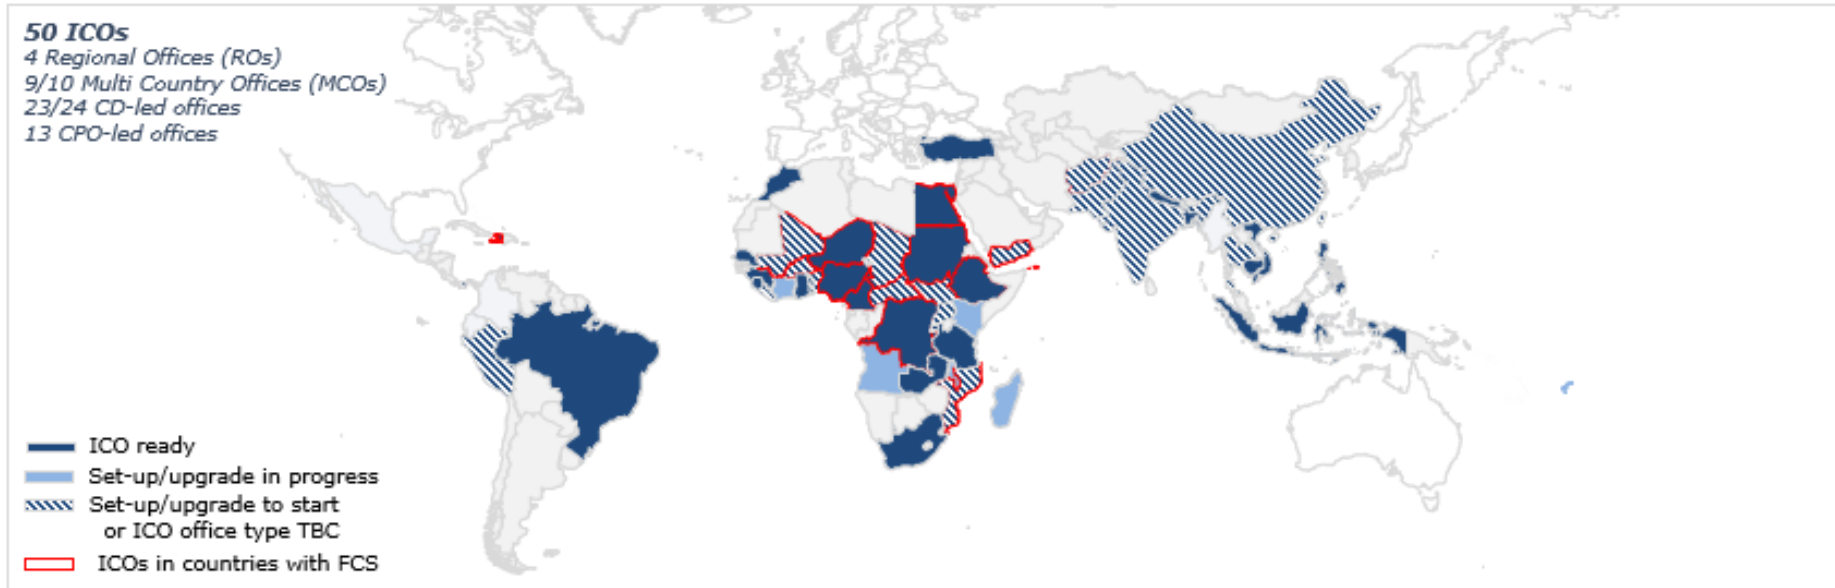 50 ICOs
4 Regional Offices (ROs)
9/10 Multi Country Offices (MCOs)
23/24 CD-led offices
13 CPO-led offices
ICO ready
Set-up/upgrade in progress
Set-up/upgrade to start
or ICO office type TBC
ICOs in countries with FCS